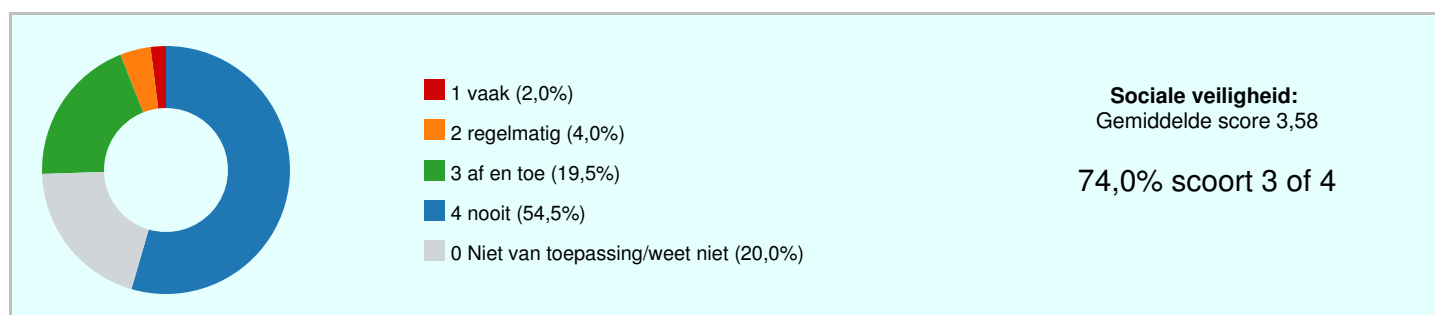 1 vaak (2,0%)
2 regelmatig (4,0%)
3 af en toe (19,5%)
4 nooit (54,5%)
0 Niet van toepassing/weet niet (20,0%)
Sociale veiligheid:
Gemiddelde score 3,58
74,0% scoort 3 of 4